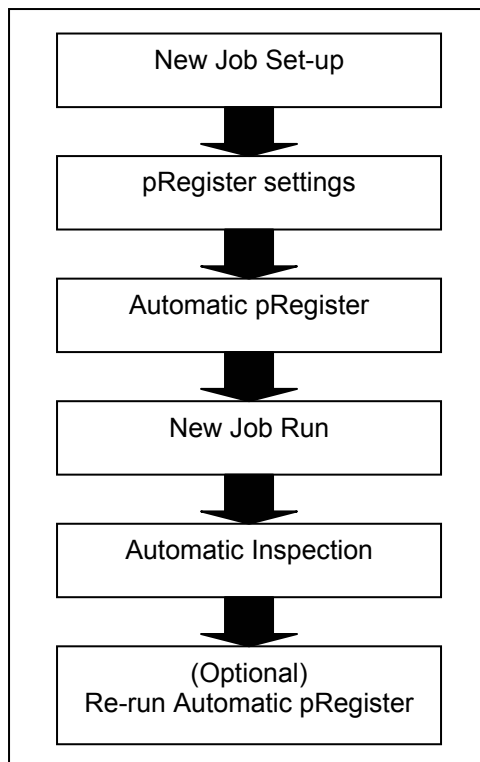 New Job Set-up
pRegister settings
Automatic pRegister
New Job Run
Automatic Inspection
(Optional)
Re-run Automatic pRegister